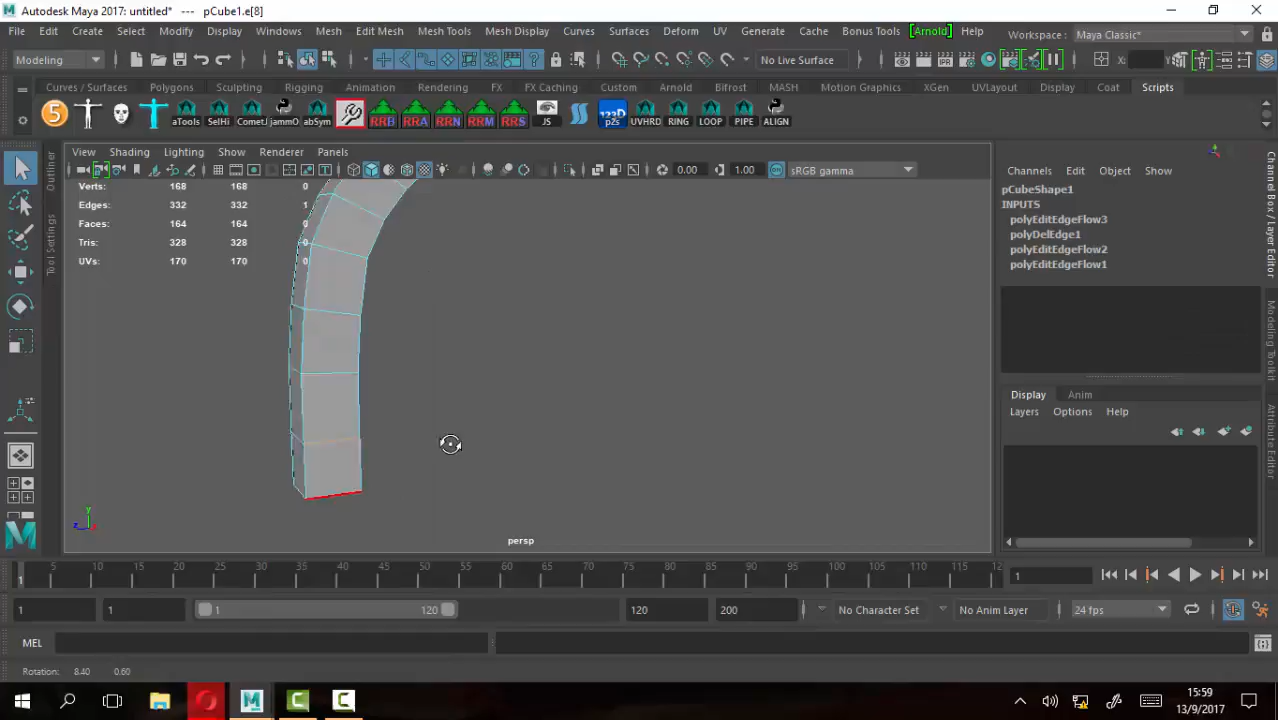 Autodesk Maya 2017: untitled* --- pCube1.e[8]
File Edit Create Select Modify Display Windows Mesh Edit Mesh Mesh Tools Mesh Display Curves Surfaces Deform UV Generate Cache Bonus Tools [Arnold] Help Workspace : Maya Classic*
Modeling No Live Surface X:
Curves / Surfaces Polygons Sculpting Rigging Animation Rendering FX FX Caching Custom Arnold Bifrost MASH Motion Graphics XGen UVLayout Display Coat Scripts
5 aTools SelHi CometJ jammO abSym RRB RRA RRN RRM RRS JS 123D p2s UVHRD RING LOOP PIPE ALIGN
View Shading Lighting Show Renderer Panels
0.00 1.00 sRGB gamma
Verts: 168 168 0
Edges: 332 332 1
Faces: 164 164 0
Tris: 328 328 0
UVs: 170 170 0
Outliner
Tool Settings
persp
y
z
Channels Edit Object Show
pCubeShape1
INPUTS
polyEditEdgeFlow3
polyDelEdge1
polyEditEdgeFlow2
polyEditEdgeFlow1
Display Anim
Layers Options Help
Channel Box / Layer Editor
Modeling Toolkit
Attribute Editor
1 5 10 15 20 25 30 35 40 45 50 55 60 65 70 75 80 85 90 95 100 105 110 115 12
1
1 1 1 120 120 200 No Character Set No Anim Layer 24 fps
MEL
Rotation: 8.40 0.60
15:59
13/9/2017